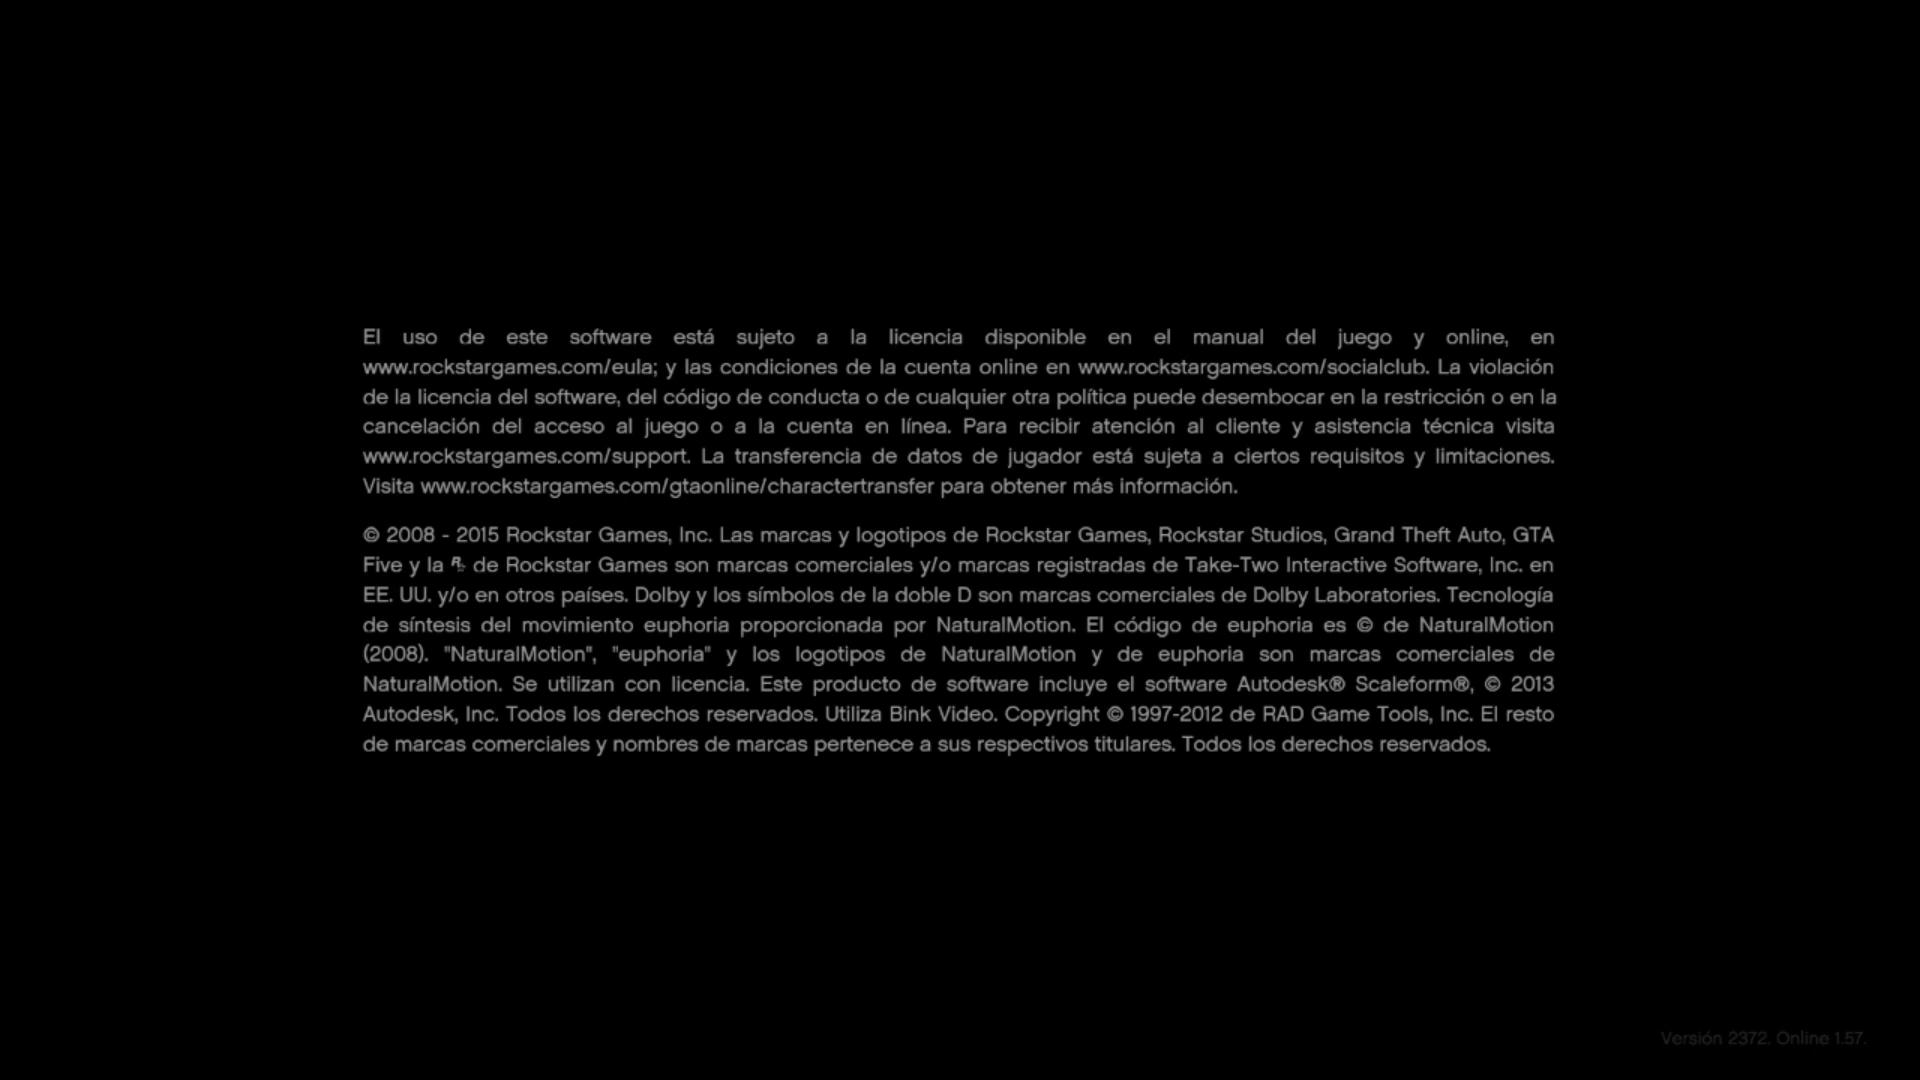 El uso de este software está sujeto a la licencia disponible en el manual del juego y online, en
www.rockstargames.com/eula; y las condiciones de la cuenta online en www.rockstargames.com/socialclub. La violación
de la licencia del software, del código de conducta o de cualquier otra política puede desembocar en la restricción o en la
cancelación del acceso al juego o a la cuenta en línea. Para recibir atención al cliente y asistencia técnica visita
www.rockstargames.com/support. La transferencia de datos de jugador está sujeta a ciertos requisitos y limitaciones.
Visita www.rockstargames.com/gtaonline/charactertransfer para obtener más información.
© 2008 - 2015 Rockstar Games, Inc. Las marcas y logotipos de Rockstar Games, Rockstar Studios, Grand Theft Auto, GTA
Five y la R* de Rockstar Games son marcas comerciales y/o marcas registradas de Take-Two Interactive Software, Inc. en
EE. UU. y/o en otros países. Dolby y los símbolos de la doble D son marcas comerciales de Dolby Laboratories. Tecnología
de síntesis del movimiento euphoria proporcionada por NaturalMotion. El código de euphoria es © de NaturalMotion
(2008). "NaturalMotion", "euphoria" y los logotipos de NaturalMotion y de euphoria son marcas comerciales de
NaturalMotion. Se utilizan con licencia. Este producto de software incluye el software Autodesk® Scaleform®, © 2013
Autodesk, Inc. Todos los derechos reservados. Utiliza Bink Video. Copyright © 1997-2012 de RAD Game Tools, Inc. El resto
de marcas comerciales y nombres de marcas pertenece a sus respectivos titulares. Todos los derechos reservados.
Versión 2372. Online 1.57.